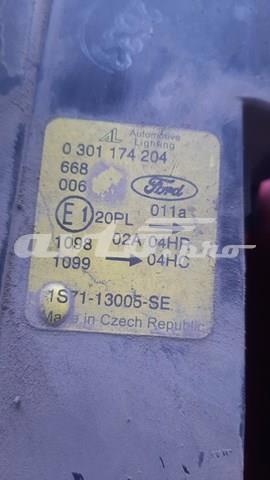 AL Automotive Lighting
0 301 174 204
668
006 Ford
E1 20PL 011a
1098 02A 04HR
1099 04HC
1S71-13005-SE
Made in Czech Republic